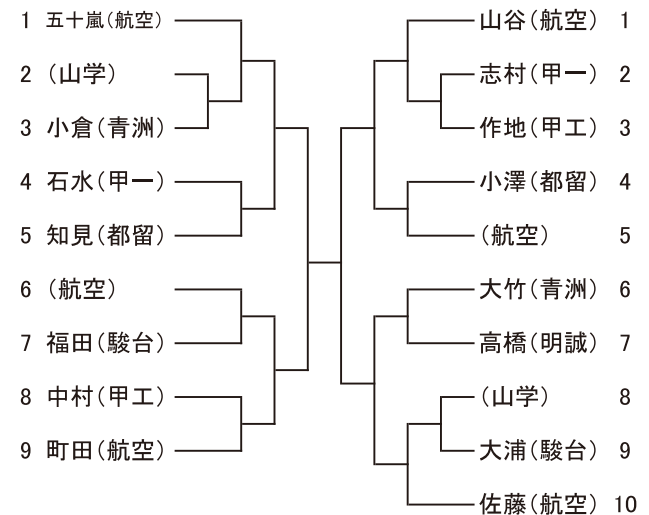 1 五十嵐(航空)
2 (山学)
3 小倉(青洲)
4 石水(甲一)
5 知見(都留)
6 (航空)
7 福田(駿台)
8 中村(甲工)
9 町田(航空)
山谷(航空) 1
志村(甲一) 2
作地(甲工) 3
小澤(都留) 4
(航空) 5
大竹(青洲) 6
高橋(明誠) 7
(山学) 8
大浦(駿台) 9
佐藤(航空) 10